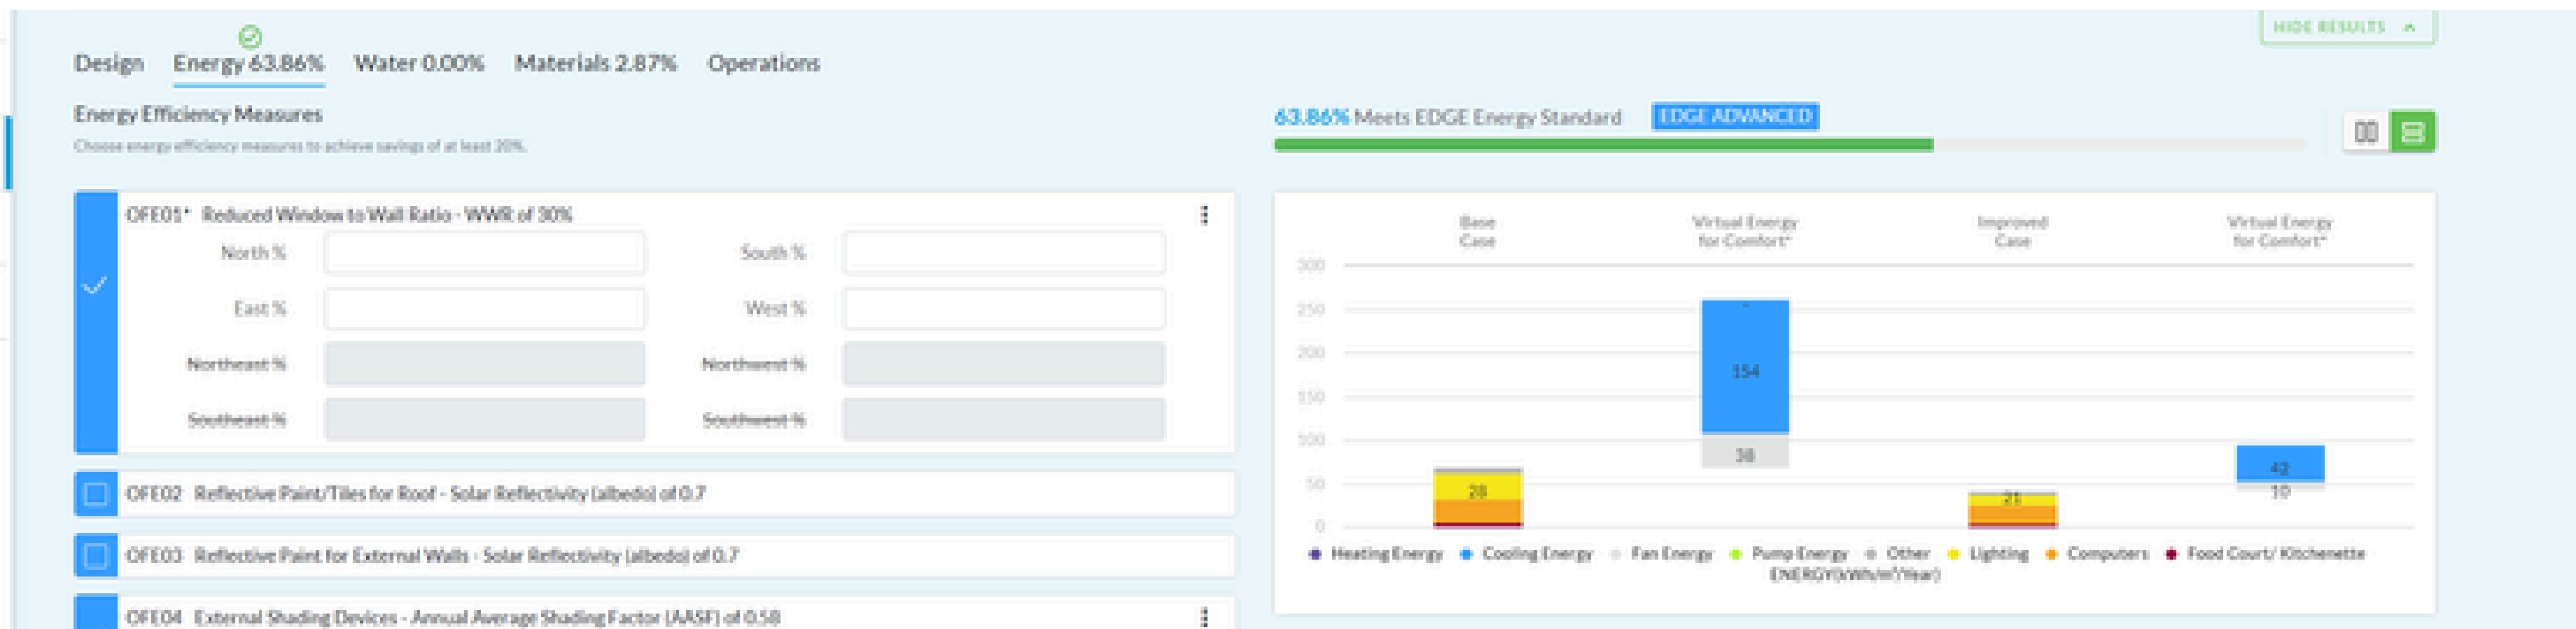 HIDE RESULTS
Design Energy 63.86% Water 0.00% Materials 2.87% Operations
Energy Efficiency Measures
Choose energy efficiency measures to achieve savings of at least 20%.
63.86% Meets EDGE Energy Standard EDGE ADVANCED
OFE01* Reduced Window to Wall Ratio - WWR of 30%
North % South %
East % West %
Northeast % Northwest %
Southeast % Southwest %
OFE02 Reflective Paint/Tiles for Roof - Solar Reflectivity (albedo) of 0.7
OFE03 Reflective Paint for External Walls - Solar Reflectivity (albedo) of 0.7
OFE04 External Shading Devices - Annual Average Shading Factor (AASF) of 0.58
Base Case
Virtual Energy for Comfort*
Improved Case
Virtual Energy for Comfort*
300
250
200
150
100
50
0
28
154
38
21
42
10
Heating Energy Cooling Energy Fan Energy Pump Energy Other Lighting Computers Food Court/ Kitchenette
ENERGY(kWh/m²/Year)